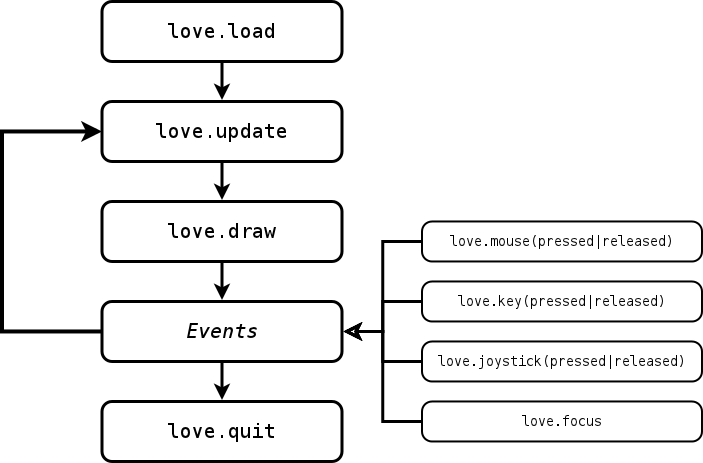 love.load
love.update
love.draw
love.mouse(pressed|released)
love.key(pressed|released)
Events
love.joystick(pressed|released)
love.focus
love.quit